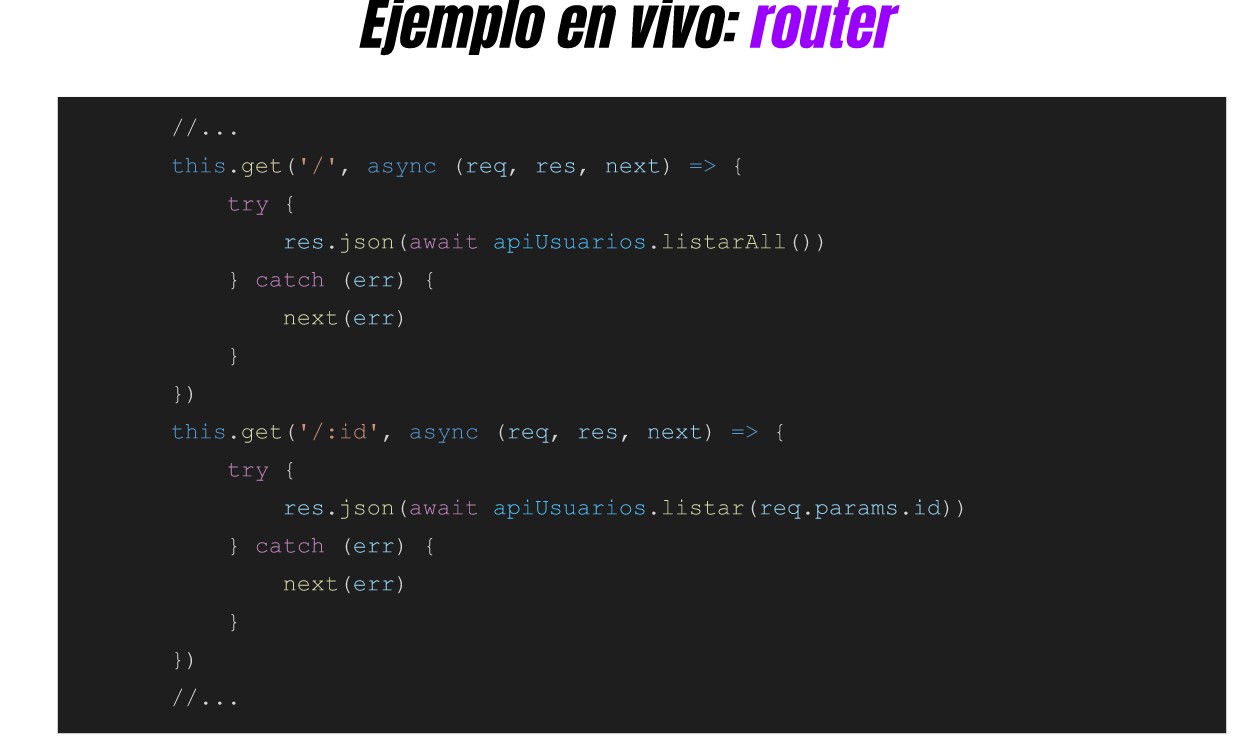 Ejemplo en vivo: router
//...
this.get('/', async (req, res, next) => {
try {
res.json(await apiUsuarios.listarAll())
} catch (err) {
next(err)
}
})
this.get('/:id', async (req, res, next) => {
try {
res.json(await apiUsuarios.listar(req.params.id))
} catch (err) {
next(err)
}
})
//...